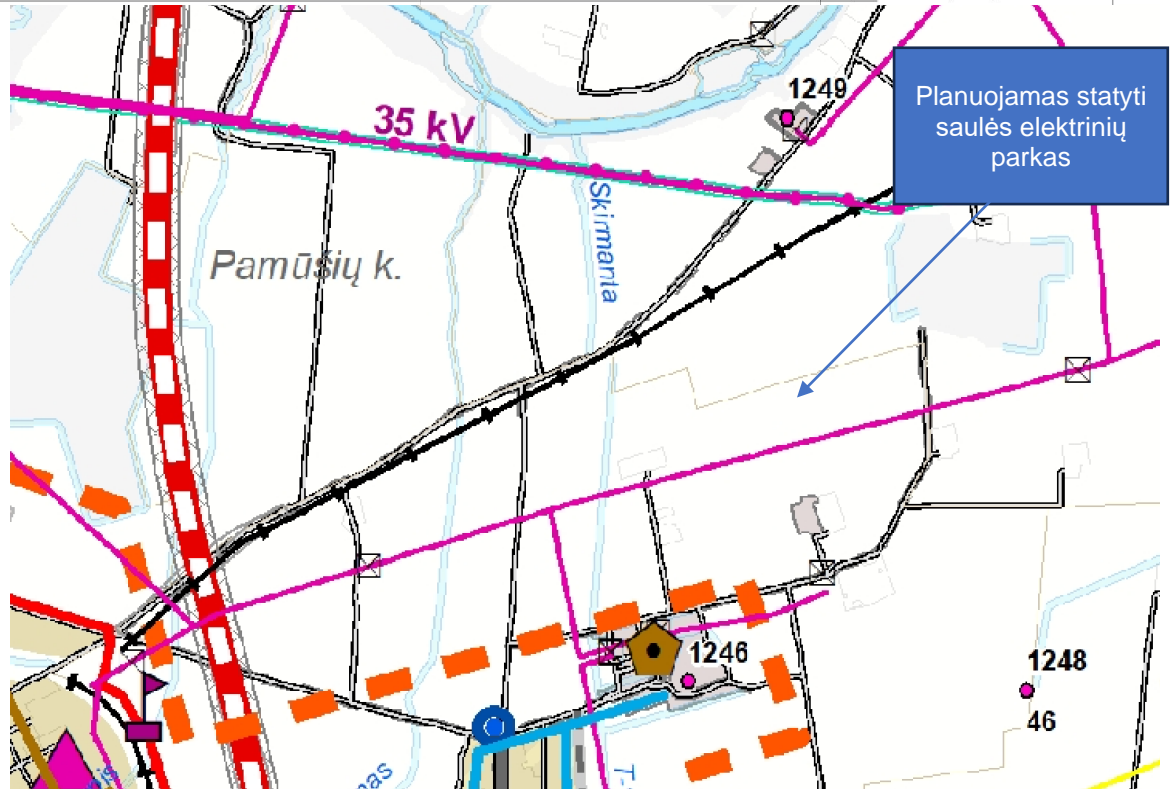 1249
Planuojamas statyti
saulės elektrinių
parkas
35 kV
Skirmanta
Pamūšių k.
1246
1248
46
T-